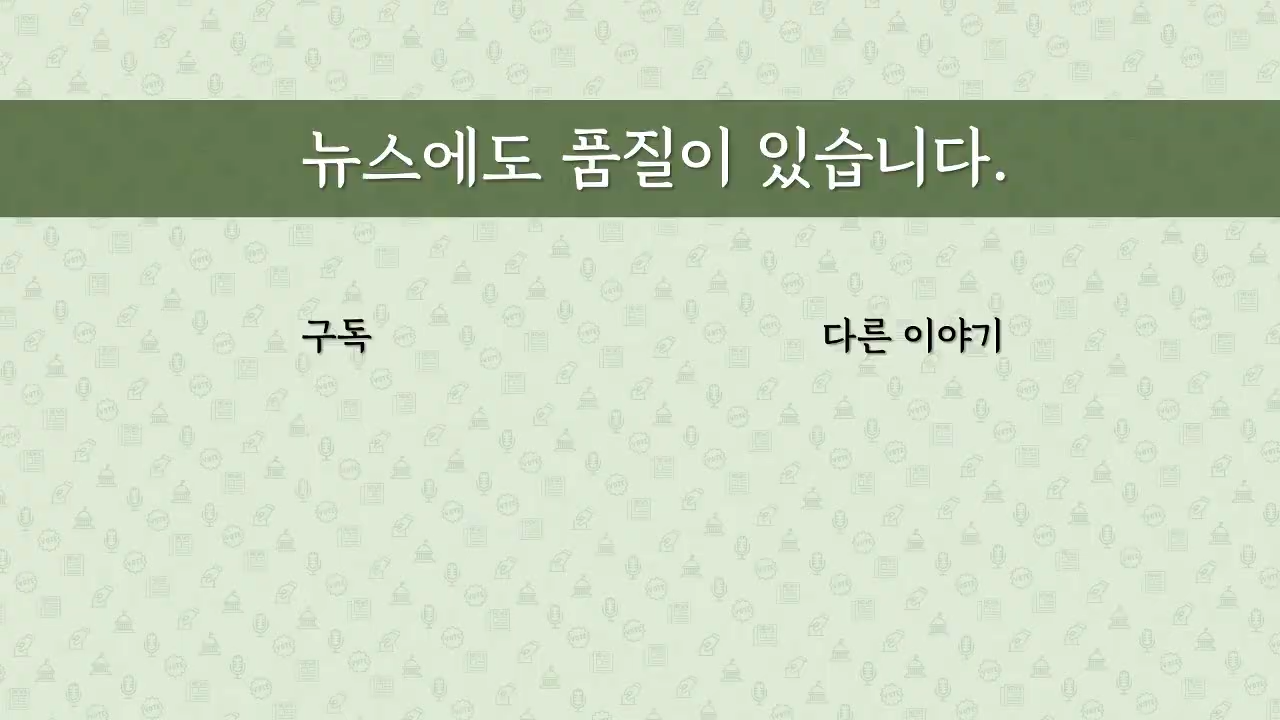 뉴스에도 품질이 있습니다.
구독
다른 이야기